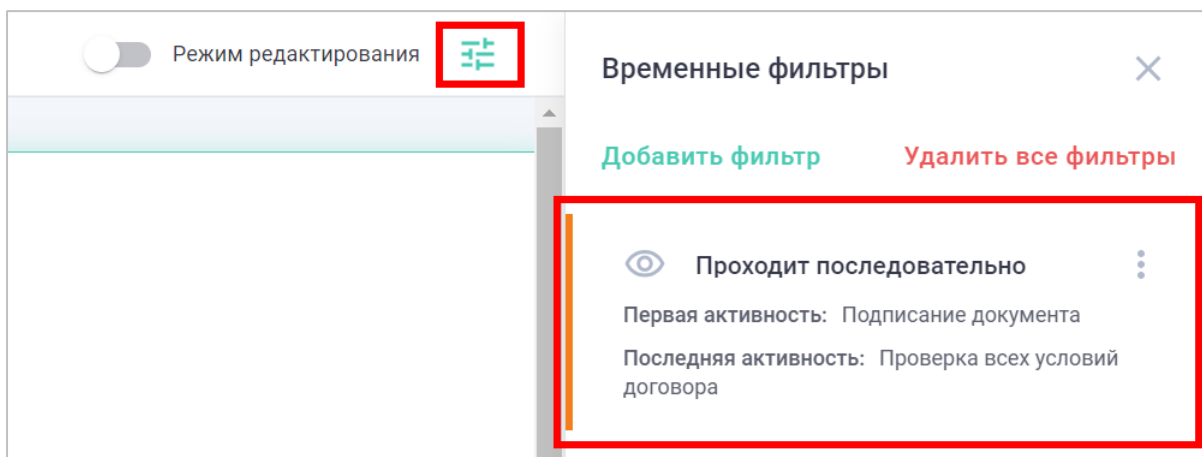 Режим редактирования
Временные фильтры
Добавить фильтр
Удалить все фильтры
Проходит последовательно
Первая активность: Подписание документа
Последняя активность: Проверка всех условий
договора